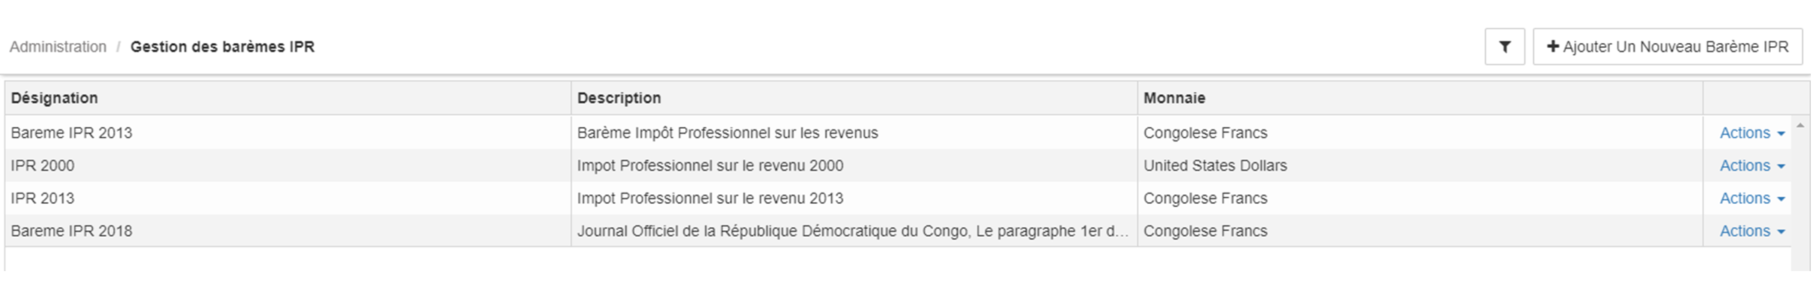 Administration / Gestion des barèmes IPR
Ajouter Un Nouveau Barème IPR
Désignation Description Monnaie
Bareme IPR 2013 Barème Impôt Professionnel sur les revenus Congolese Francs Actions
IPR 2000 Impot Professionnel sur le revenu 2000 United States Dollars Actions
IPR 2013 Impot Professionnel sur le revenu 2013 Congolese Francs Actions
Bareme IPR 2018 Journal Officiel de la République Démocratique du Congo, Le paragraphe 1er d... Congolese Francs Actions